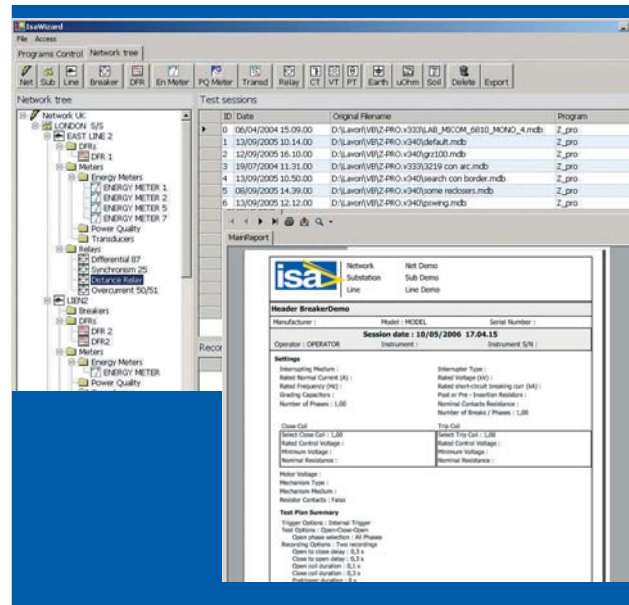 IsaWizard
File Access
Programs Control Network tree
Net Sub Line Breaker DFR En Meter PQ Meter Transd Relay CT VT PT Earth uOhm Soil Delete Export
Network tree
Test sessions
Network UK
LONDON S/S
EAST LINE 2
DFRs
DFR 1
Meters
Energy Meters
ENERGY METER 1
ENERGY METER 2
ENERGY METER 5
ENERGY METER 7
Power Quality
Transducers
Relays
Differential 87
Synchronism 25
Distance Relay
Overcurrent 50/51
LIEN2
Breakers
DFRs
DFR 2
DFR2
Meters
Energy Meters
ENERGY METER
Power Quality
ID Date Original Filename Program
0 06/04/2004 15.09.00 D:\Lavori\VB\Z-PRO.v333\LAB_MICOM_6810_MONO_4.mdb Z_pro
1 13/09/2005 10.14.00 D:\Lavori\VB\Z-PRO.v340\default.mdb Z_pro
2 12/09/2005 16.10.00 D:\Lavori\VB\Z-PRO.v340\grz100.mdb Z_pro
3 19/07/2004 11.31.00 D:\Lavori\VB\Z-PRO.v333\3219 con arc.mdb Z_pro
4 13/09/2005 10.50.00 D:\Lavori\VB\Z-PRO.v340\search con border.mdb Z_pro
5 08/09/2005 14.39.00 D:\Lavori\VB\Z-PRO.v340\some reclosers.mdb Z_pro
6 13/09/2005 12.12.00 D:\Lavori\VB\Z-PRO.v340\pswing.mdb Z_pro
MainReport
Recor
isa
Network Net Demo
Substation Sub Demo
Line Line Demo
Header BreakerDemo
Manufacturer : Model : MODEL Serial Number :
Session date : 10/05/2006 17.04.15
Operator : OPERATOR Instrument : Instrument S/N :
Settings
Interrupting Medium : Interrupter Type :
Rated Normal Current (A) : Rated Voltage (kV) :
Rated Frequency (Hz) : Rated short-circuit breaking curr (kA) :
Grading Capacitors : Post or Pre - Insertion Resistors :
Number of Phases : 1,00 Nominal Contacts Resistance :
Number of Breaks / Phases : 1,00
Close Coil Trip Coil
Select Close Coil : 1,00 Select Trip Coil : 1,00
Rated Control Voltage : Rated Control Voltage :
Minimum Voltage : Minimum Voltage :
Nominal Resistance : Nominal Resistance :
Motor Voltage :
Mechanism Type :
Mechanism Medium :
Resistor Contacts : Falso
Test Plan Summary
Trigger Options : Internal Trigger
Test Options : Open-Close-Open
Open phase selection : All Phases
Recording Options : Two recordings
Open to close delay : 0,3 s
Close to open delay : 0,3 s
Open coil duration : 0,1 s
Close coil duration : 0,3 s
Pretrigger duration : 0 s